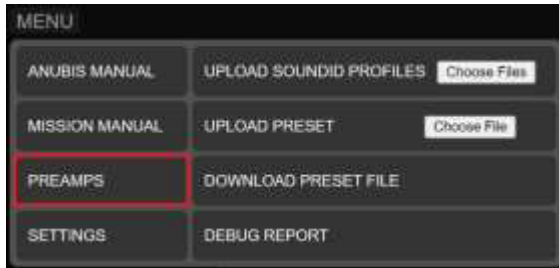 MENU
ANUBIS MANUAL UPLOAD SOUNDID PROFILES Choose Files
MISSION MANUAL UPLOAD PRESET Choose File
PREAMPS DOWNLOAD PRESET FILE
SETTINGS DEBUG REPORT